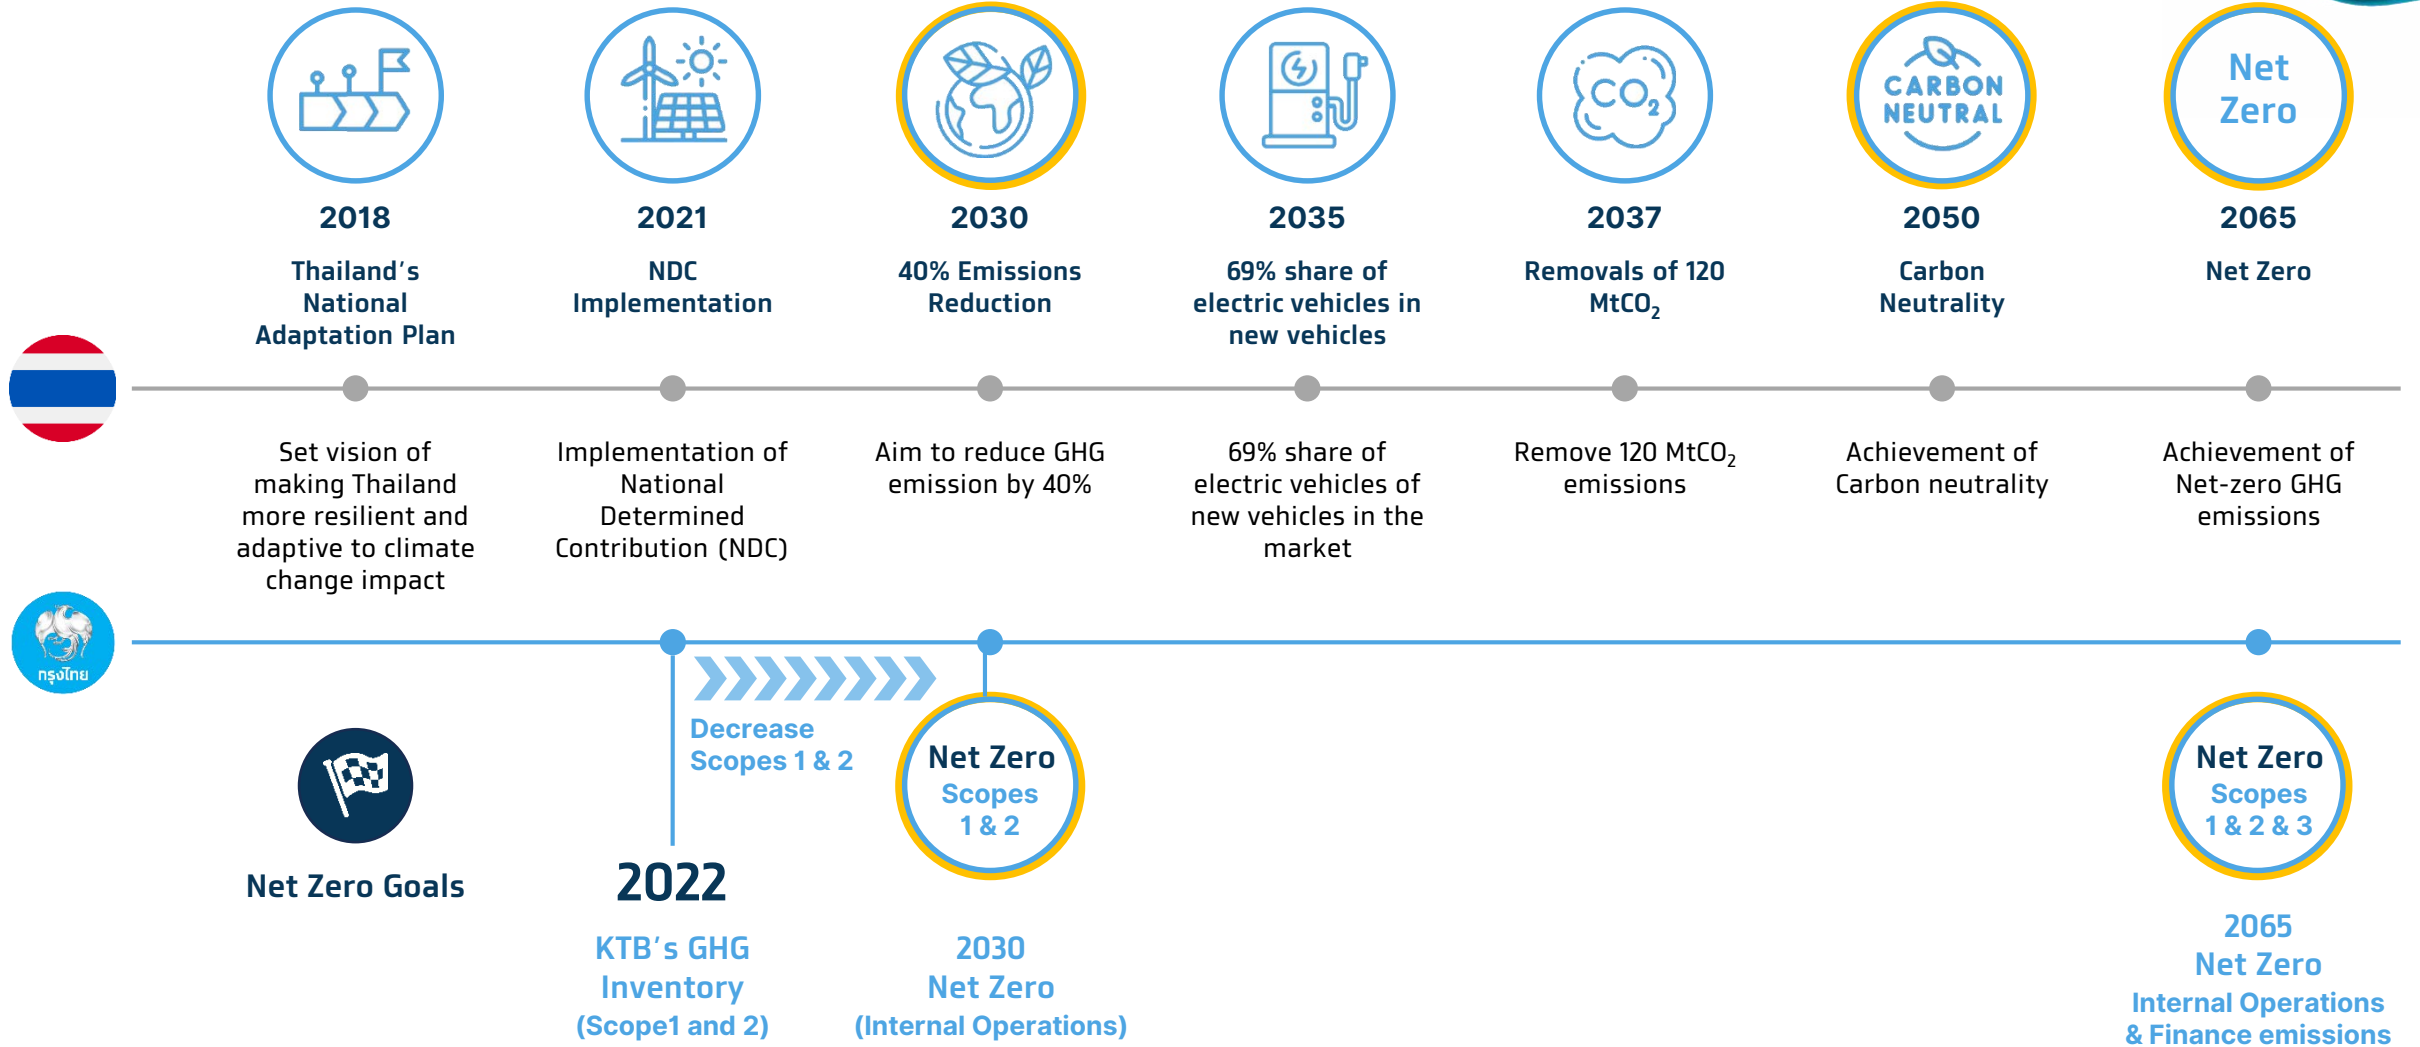 CO2
CARBON
NEUTRAL
Net
Zero
2018
2021
2030
2035
2037
2050
2065
Thailand's
National
Adaptation Plan
NDC
Implementation
40% Emissions
Reduction
69% share of
electric vehicles in
new vehicles
Removals of 120
MtCO2
Carbon
Neutrality
Net Zero
Set vision of
making Thailand
more resilient and
adaptive to climate
change impact
Implementation of
National
Determined
Contribution (NDC)
Aim to reduce GHG
emission by 40%
69% share of
electric vehicles of
new vehicles in the
market
Remove 120 MtCO2
emissions
Achievement of
Carbon neutrality
Achievement of
Net-zero GHG
emissions
กรุงไทย
Net Zero Goals
Decrease
Scopes 1 & 2
2022
KTB's GHG
Inventory
(Scope1 and 2)
Net Zero
Scopes
1 & 2
2030
Net Zero
(Internal Operations)
Net Zero
Scopes
1 & 2 & 3
2065
Net Zero
Internal Operations
& Finance emissions